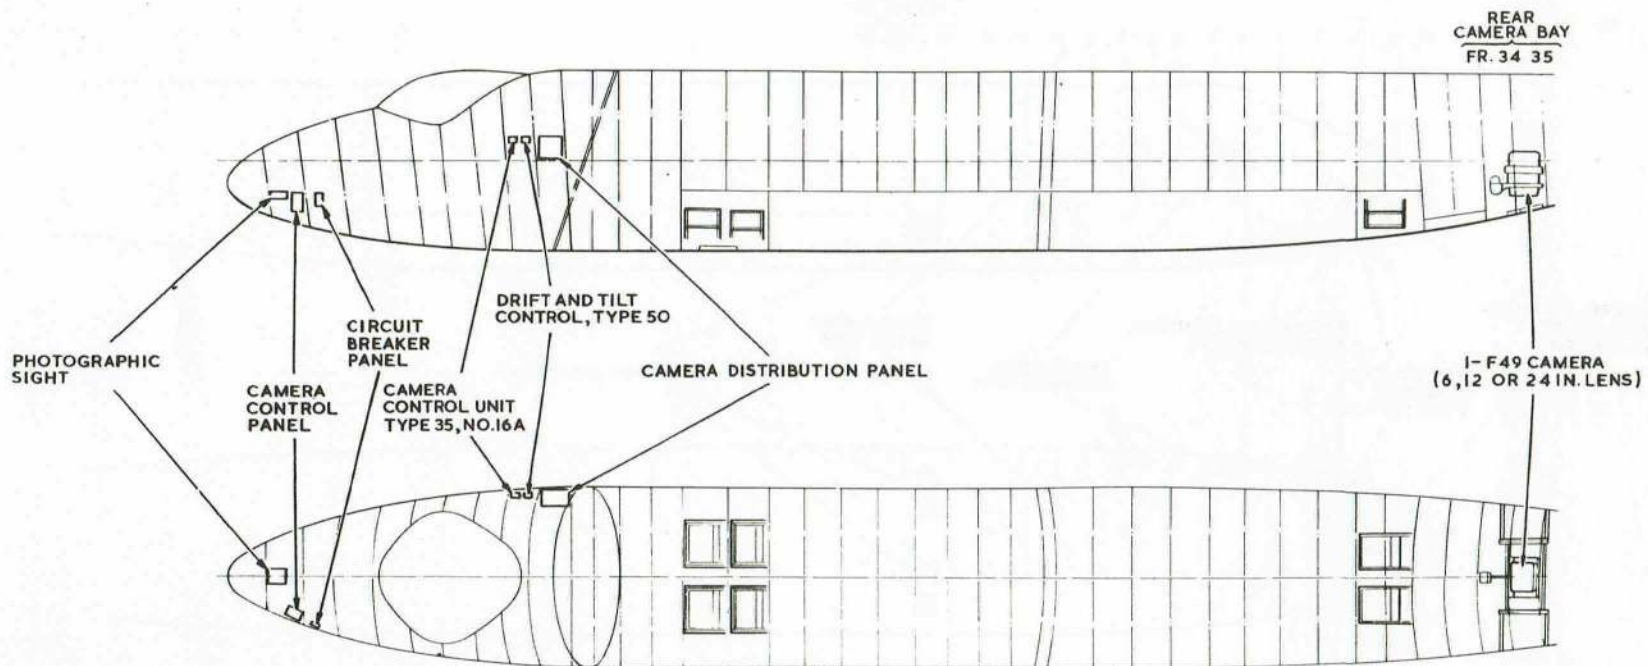 REAR
CAMERA BAY
FR. 34 35
DRIFT AND TILT
CONTROL, TYPE 50
CIRCUIT
BREAKER
PANEL
PHOTOGRAPHIC
SIGHT
CAMERA
CONTROL
PANEL
CAMERA
CONTROL UNIT
TYPE 35, NO.16A
CAMERA DISTRIBUTION PANEL
1-F49 CAMERA
(6, 12 OR 24 IN. LENS)